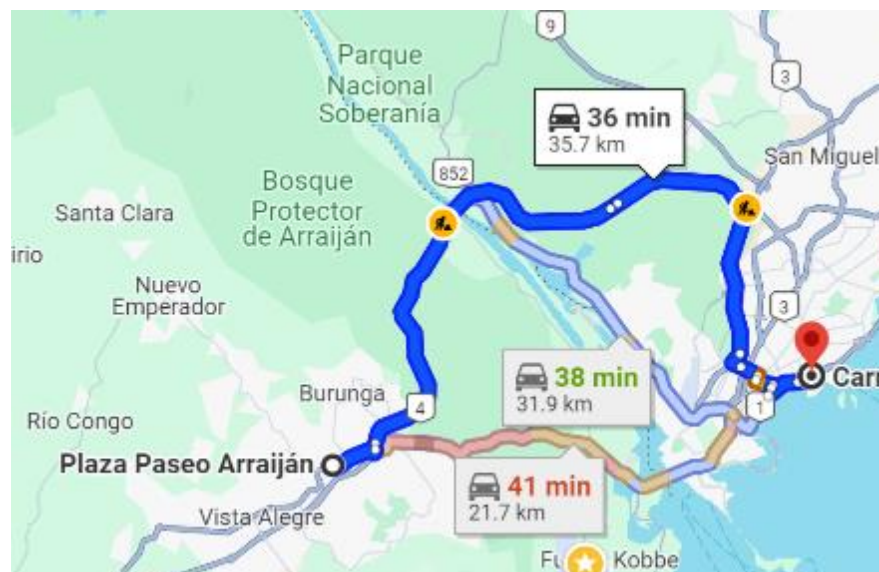 9
Parque
Nacional
Soberanía
3
36 min
35.7 km
San Miguel
852
Bosque
Protector
de Arraiján
Santa Clara
irio
Nuevo
Emperador
3
38 min
31.9 km
Carr
Burunga
4
1
Río Congo
Plaza Paseo Arraiján
41 min
21.7 km
Vista Alegre
Fu
Kobbe